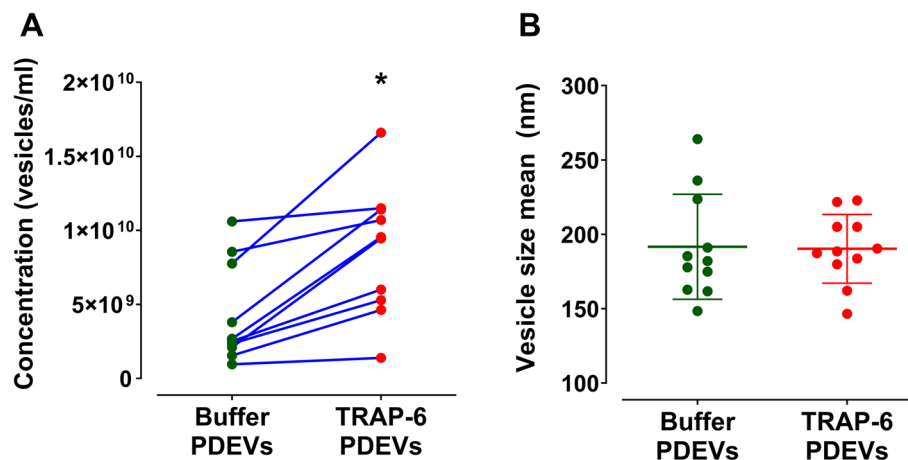 A
Concentration (vesicles/ml)
2×10¹⁰
*
1.5×10¹⁰
1×10¹⁰
5×10⁹
0
Buffer
PDEVs
TRAP-6
PDEVs
B
Vesicle size mean (nm)
300
250
200
150
100
Buffer
PDEVs
TRAP-6
PDEVs